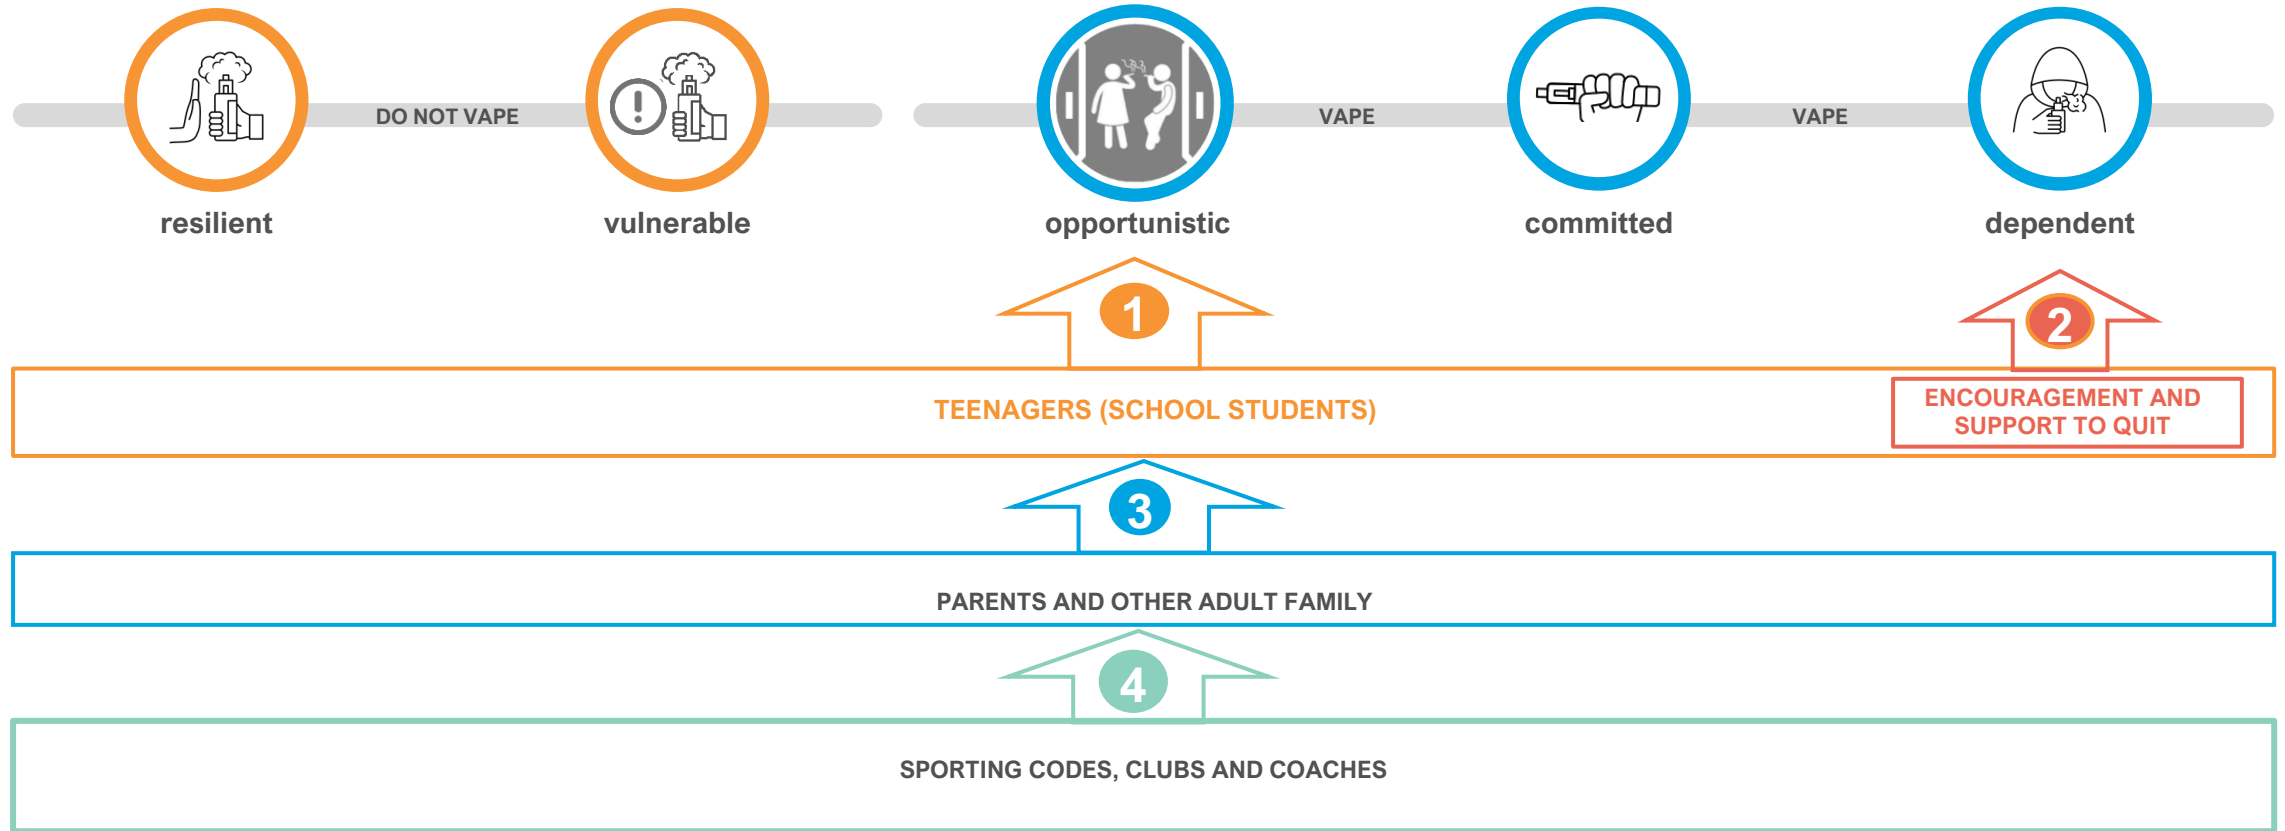 DO NOT VAPE
VAPE
VAPE
resilient
vulnerable
opportunistic
committed
dependent
1
2
TEENAGERS (SCHOOL STUDENTS)
ENCOURAGEMENT AND
SUPPORT TO QUIT
3
PARENTS AND OTHER ADULT FAMILY
4
SPORTING CODES, CLUBS AND COACHES